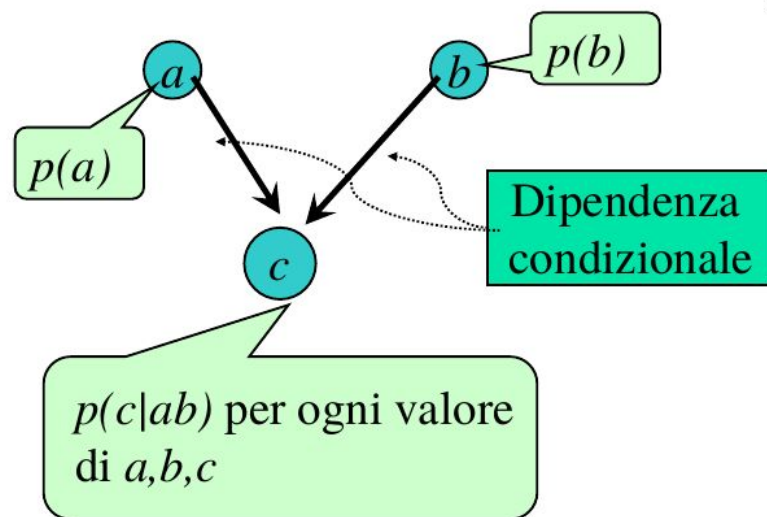 a
b
p(b)
p(a)
Dipendenza
condizionale
c
p(c|ab) per ogni valore
di a,b,c